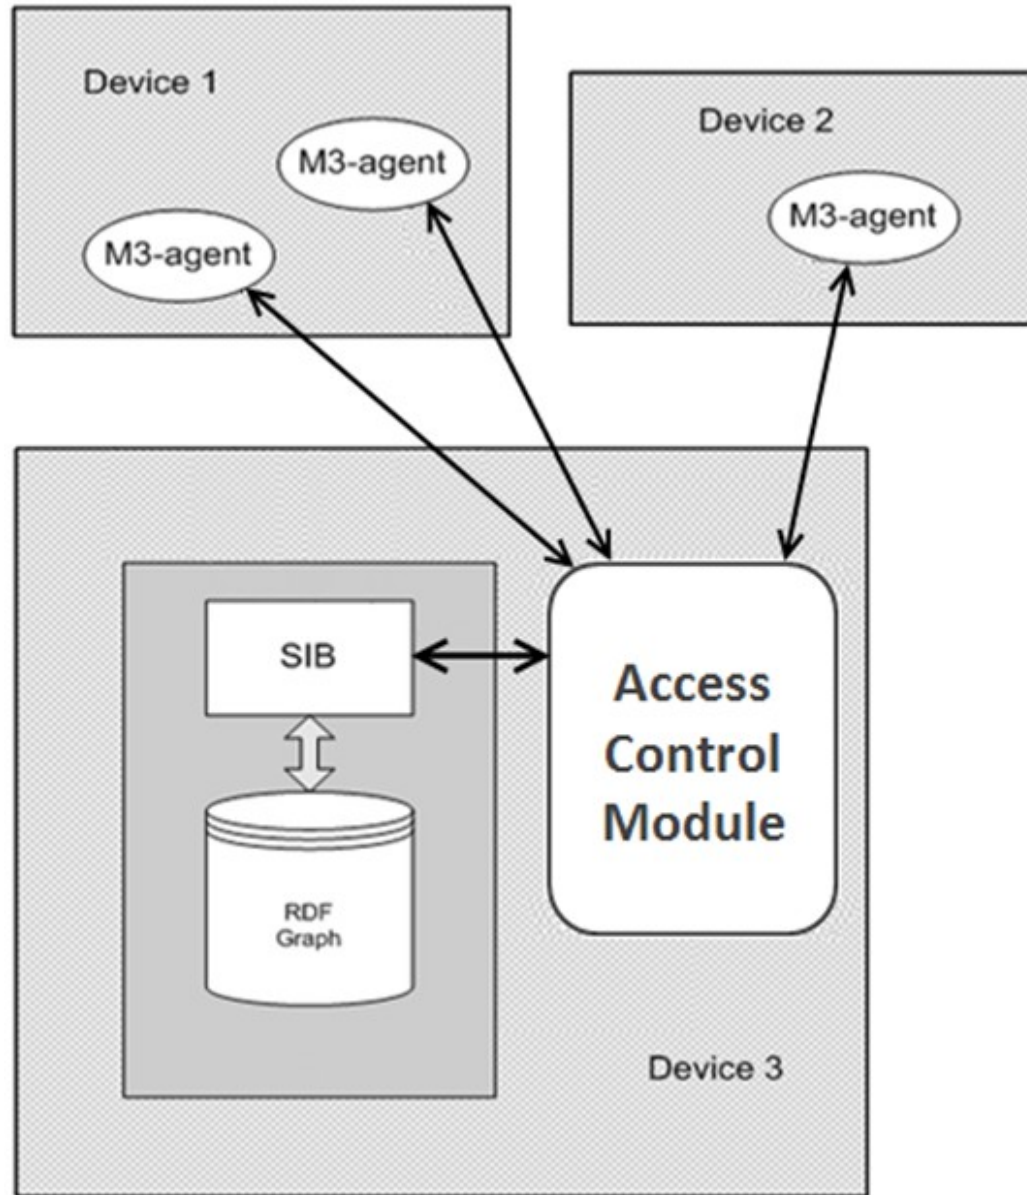 Device 1
M3-agent
M3-agent
Device 2
M3-agent
SIB
RDF
Graph
Access
Control
Module
Device 3